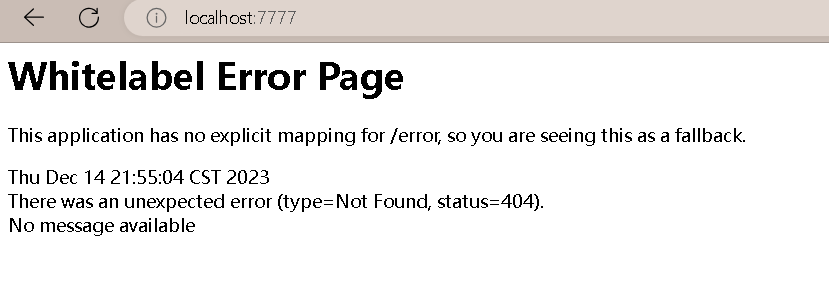 localhost:7777
Whitelabel Error Page
This application has no explicit mapping for /error, so you are seeing this as a fallback.
Thu Dec 14 21:55:04 CST 2023
There was an unexpected error (type=Not Found, status=404).
No message available